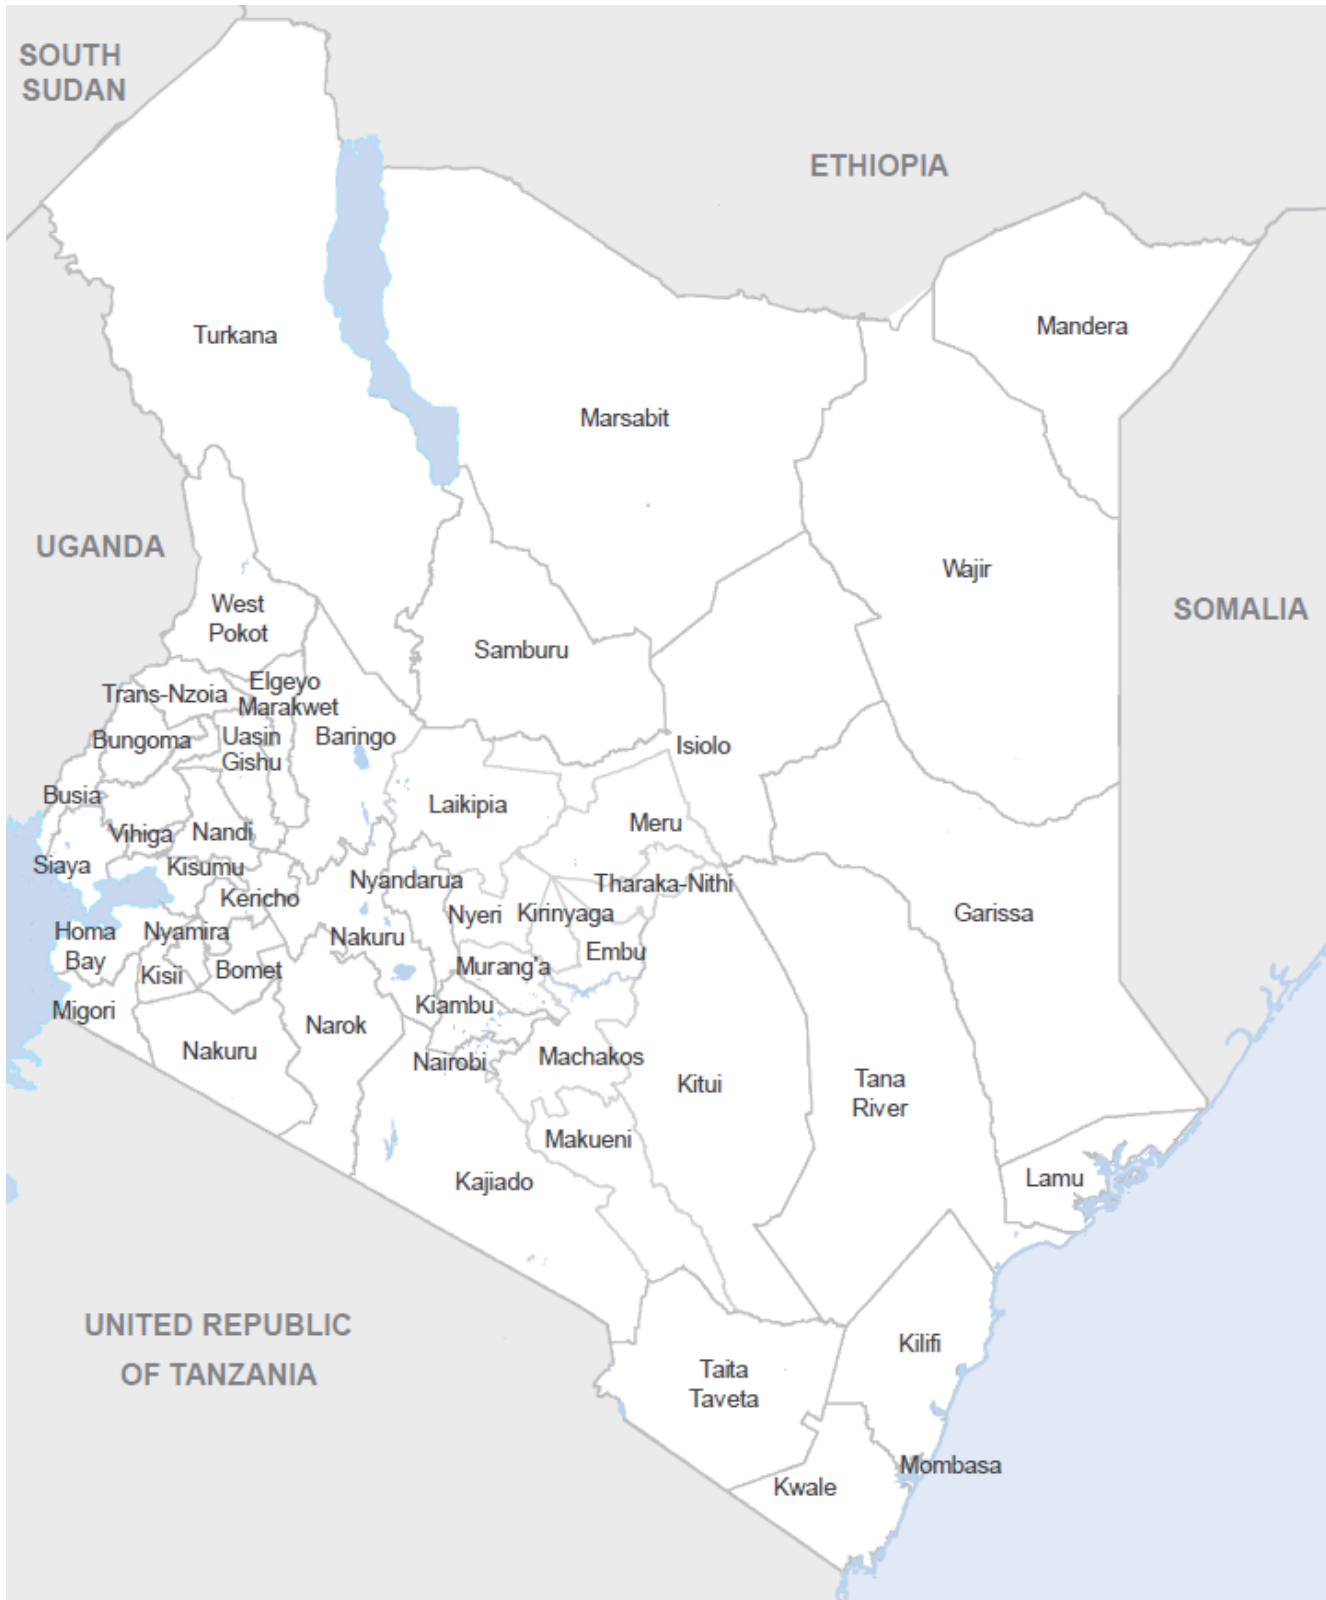 SOUTH
SUDAN
ETHIOPIA
Turkana
Mandera
Marsabit
UGANDA
Wajir
SOMALIA
West
Pokot
Samburu
Elgeyo
Marakwet
Trans-Nzoia
Bungoma
Uasin
Gishu
Baringo
Isiolo
Busia
Laikipia
Vihiga
Nandi
Meru
Siaya
Kisumu
Nyandarua
Tharaka-Nithi
Kericho
Nyeri
Kirinyaga
Garissa
Homa
Bay
Nyamira
Nakuru
Embu
Kisii
Bomet
Murang'a
Migori
Kiambu
Narok
Nakuru
Nairobi
Machakos
Kitui
Tana
River
Makueni
Kajiado
Lamu
UNITED REPUBLIC
OF TANZANIA
Kilifi
Taita
Taveta
Mombasa
Kwale